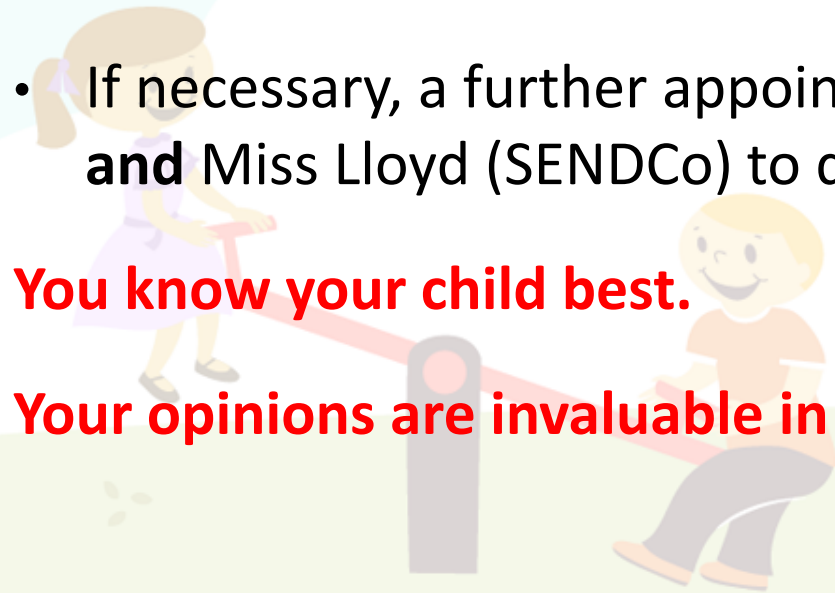 • If necessary, a further appoin
and Miss Lloyd (SENDCo) to d
You know your child best.
Your opinions are invaluable in